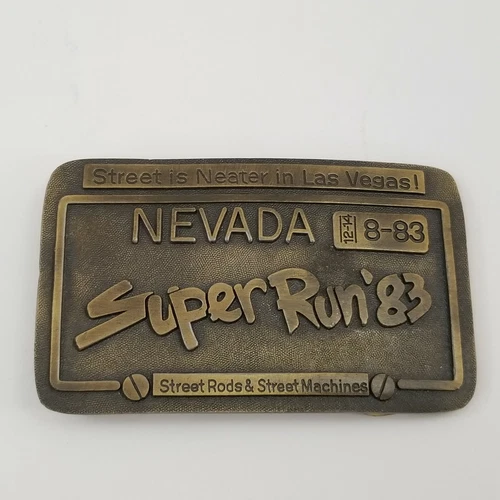 Street is Neater in Las Vegas!
NEVADA 12-14 8-83
Super Run '83
Street Rods & Street Machines